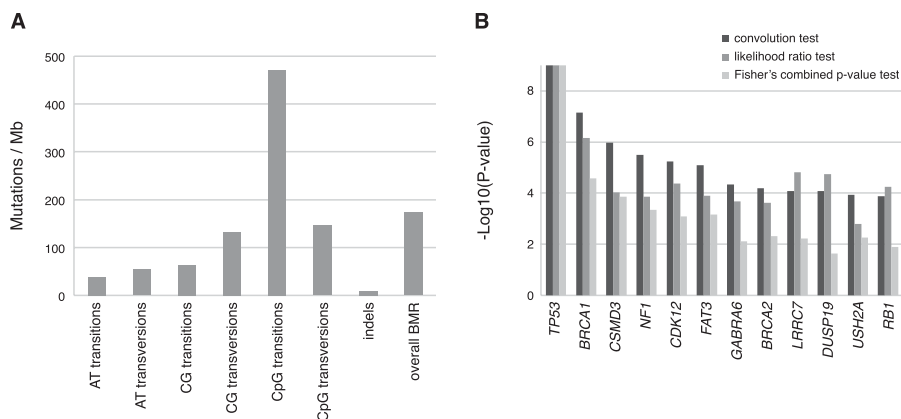 A
Mutations / Mb
500
400
300
200
100
0
AT transitions
AT transversions
CG transitions
CG transversions
CpG transitions
CpG transversions
indels
overall BMR
B
convolution test
likelihood ratio test
Fisher's combined p-value test
-Log10(P-value)
8
6
4
2
0
TP53
BRCA1
CSMD3
NF1
CDK12
FAT3
GABRA6
BRCA2
LRRC7
DUSP19
USH2A
RB1